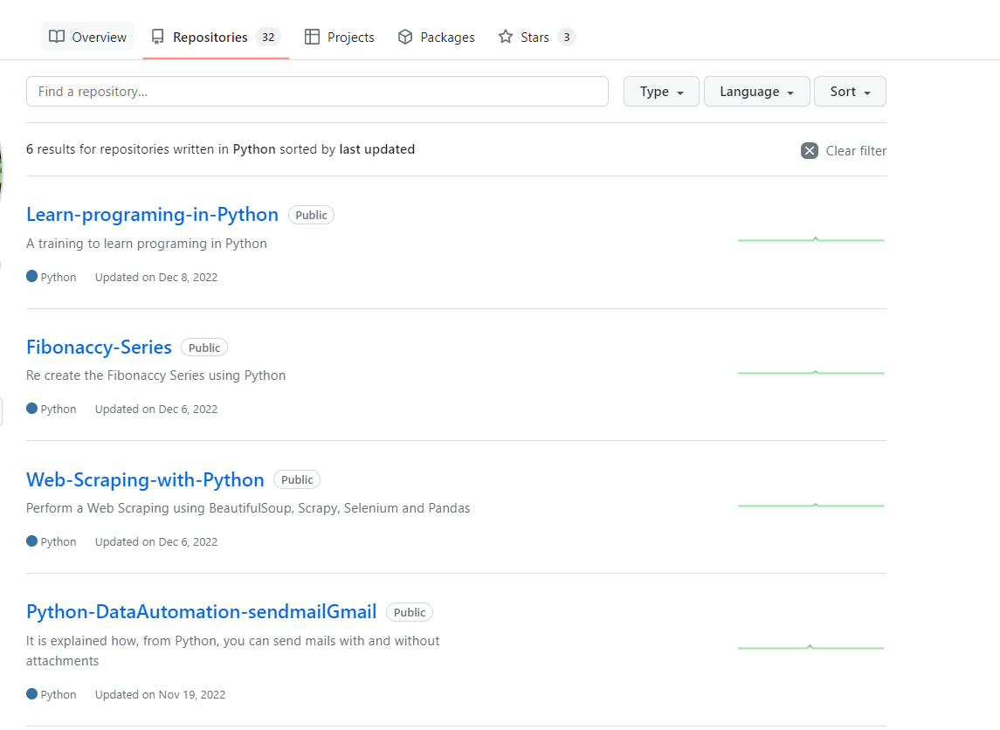 Overview Repositories 32 Projects Packages Stars 3
Find a repository... Type Language Sort
6 results for repositories written in Python sorted by last updated Clear filter
Learn-programing-in-Python Public
A training to learn programing in Python
Python Updated on Dec 8, 2022
Fibonaccy-Series Public
Re create the Fibonaccy Series using Python
Python Updated on Dec 6, 2022
Web-Scraping-with-Python Public
Perform a Web Scraping using BeautifulSoup, Scrapy, Selenium and Pandas
Python Updated on Dec 6, 2022
Python-DataAutomation-sendmailGmail Public
It is explained how, from Python, you can send mails with and without
attachments
Python Updated on Nov 19, 2022